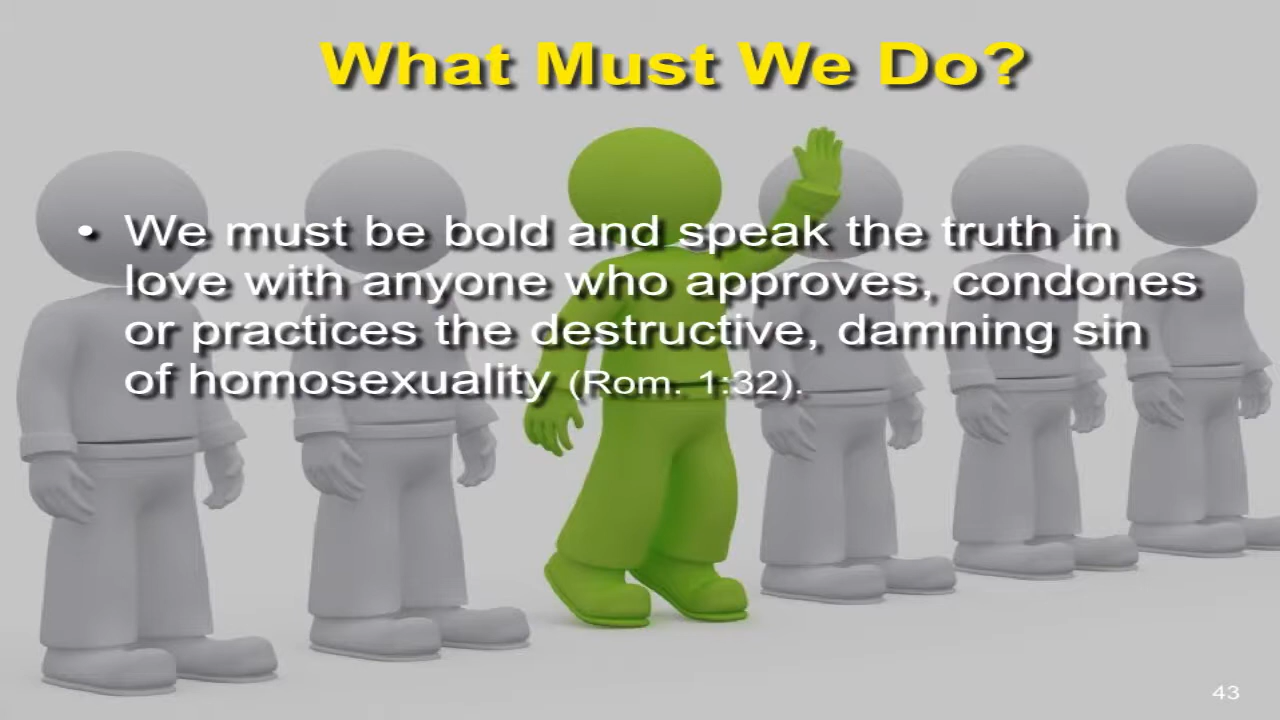 What Must We Do?
• We must be bold and speak the truth in
love with anyone who approves, condones
or practices the destructive, damning sin
of homosexuality (Rom. 1:32).
43